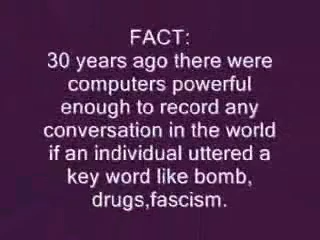 FACT:
30 years ago there were
computers powerful
enough to record any
conversation in the world
if an individual uttered a
key word like bomb,
drugs,fascism.